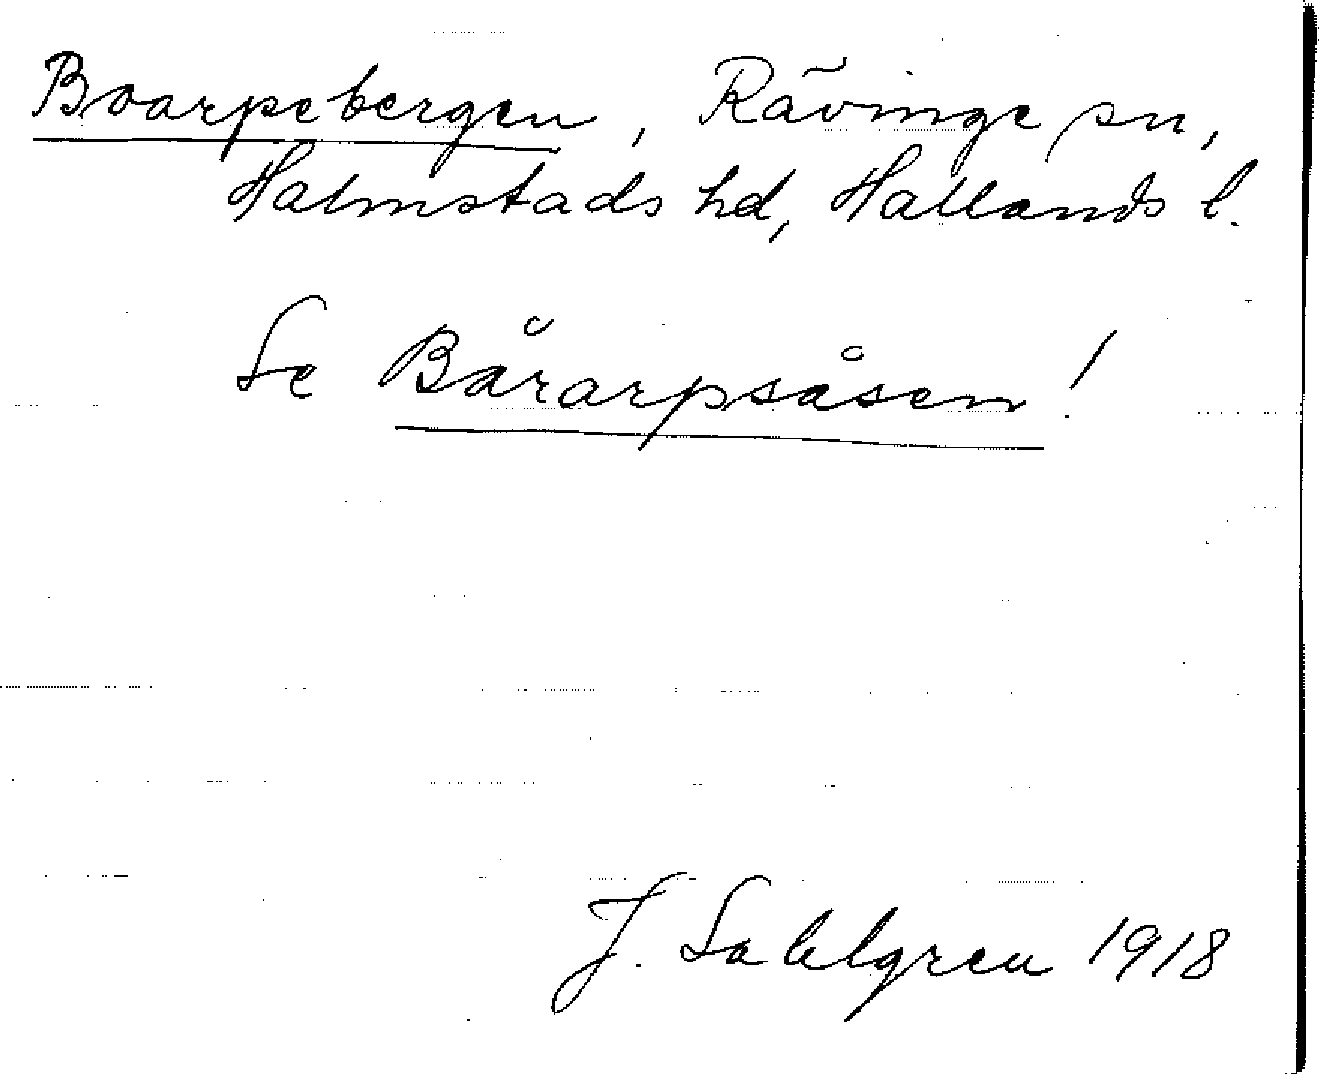 Boarpebergen, Rävinge sn,
Halmstads hd, Hallands l.
Se Bårarpsåsen!
J. Sahlgren 1918